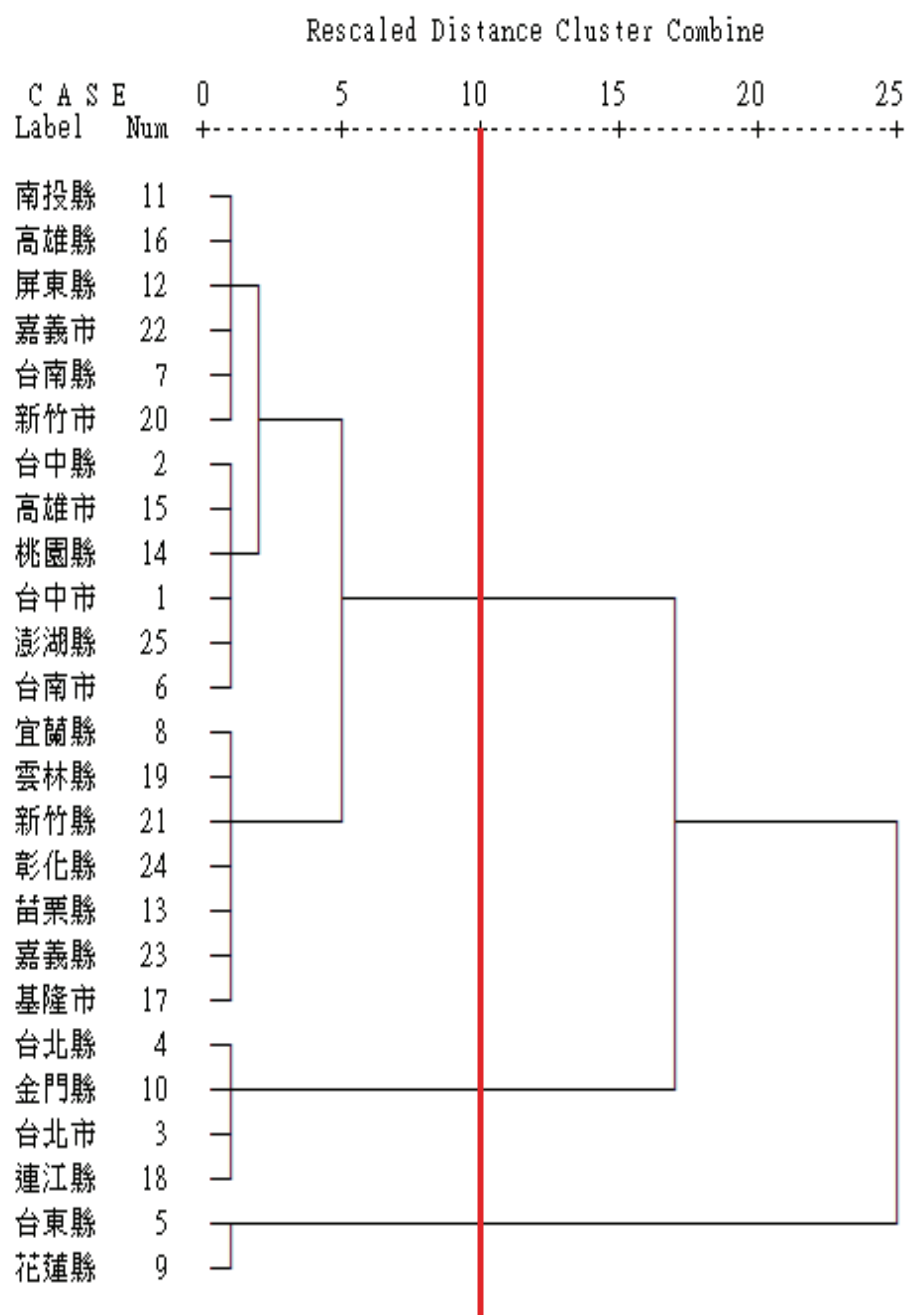 Rescaled Distance Cluster Combine
C A S E 0 5 10 15 20 25
Label Num +---------+---------+---------+---------+---------+
南投縣 11
高雄縣 16
屏東縣 12
嘉義市 22
台南縣 7
新竹市 20
台中縣 2
高雄市 15
桃園縣 14
台中市 1
澎湖縣 25
台南市 6
宜蘭縣 8
雲林縣 19
新竹縣 21
彰化縣 24
苗栗縣 13
嘉義縣 23
基隆市 17
台北縣 4
金門縣 10
台北市 3
連江縣 18
台東縣 5
花蓮縣 9